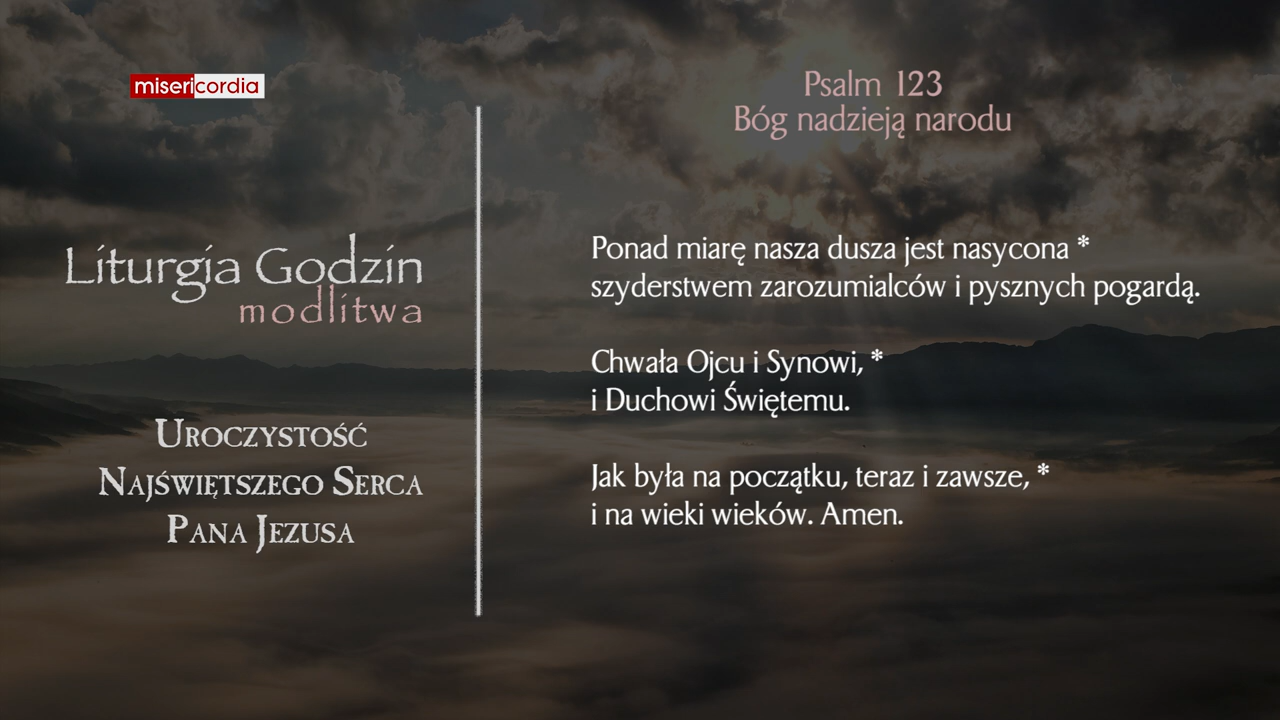 misericordia
Liturgia Godzin
modlitwa
Uroczystość
Najświętszego Serca
Pana Jezusa
Psalm 123
Bóg nadzieją narodu
Ponad miarę nasza dusza jest nasycona *
szyderstwem zarozumialców i pysznych pogardą.
Chwała Ojcu i Synowi, *
i Duchowi Świętemu.
Jak była na początku, teraz i zawsze, *
i na wieki wieków. Amen.